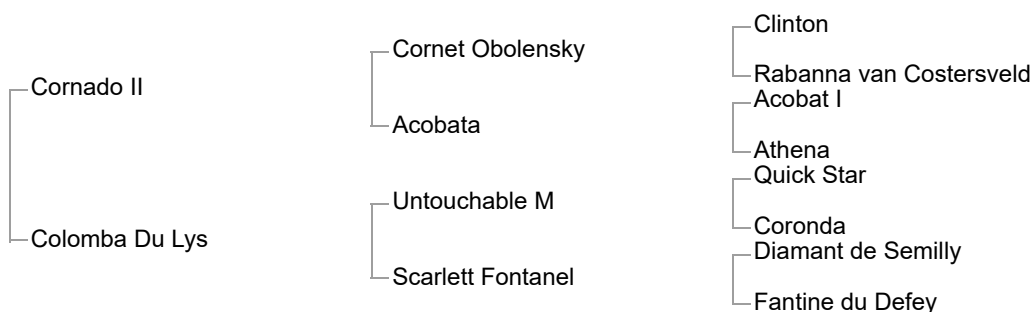 Clinton
Cornet Obolensky
Rabanna van Costersveld
Cornado II
Acobat I
Acobata
Athena
Quick Star
Untouchable M
Coronda
Colomba Du Lys
Diamant de Semilly
Scarlett Fontanel
Fantine du Defey